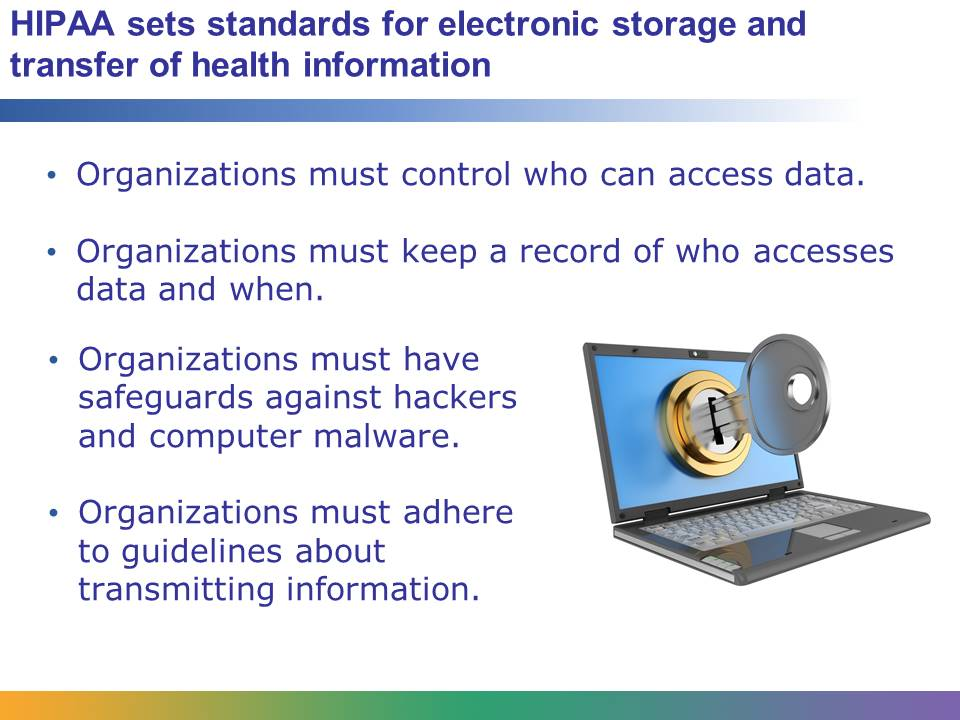 HIPAA sets standards for electronic storage and
transfer of health information
• Organizations must control who can access data.
• Organizations must keep a record of who accesses
data and when.
• Organizations must have
safeguards against hackers
and computer malware.
• Organizations must adhere
to guidelines about
transmitting information.